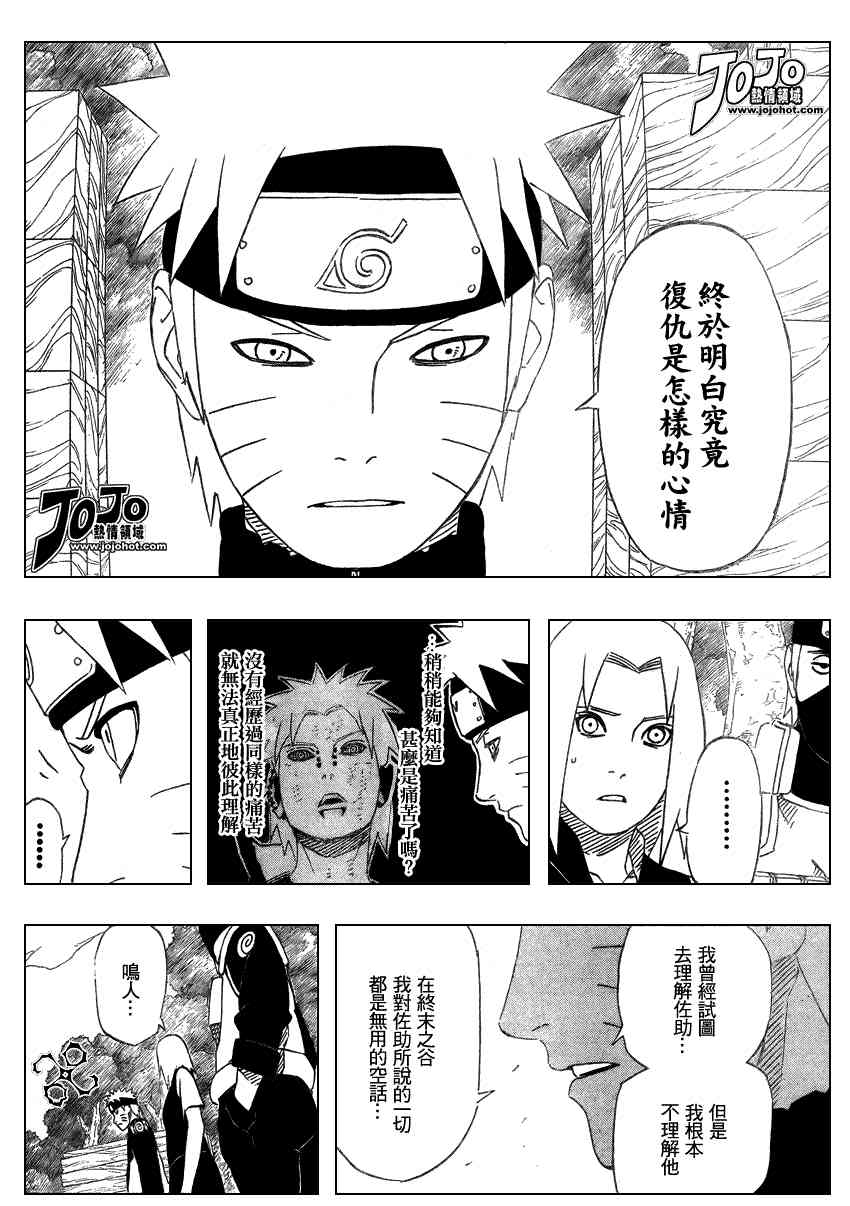 JOJO
熱情領域
www.jojohot.com
終於明白究竟
復仇是怎樣的心情
JOJO
熱情領域
www.jojohot.com
………
…稍稍能夠知道
甚麼是痛苦了嗎？
沒有經歷過同樣的痛苦
就無法真正地彼此理解
………
我曾經試圖
去理解佐助…
但是
我根本
不理解他
在終末之谷
我對佐助所說的一切
都是無用的空話…
鳴人…